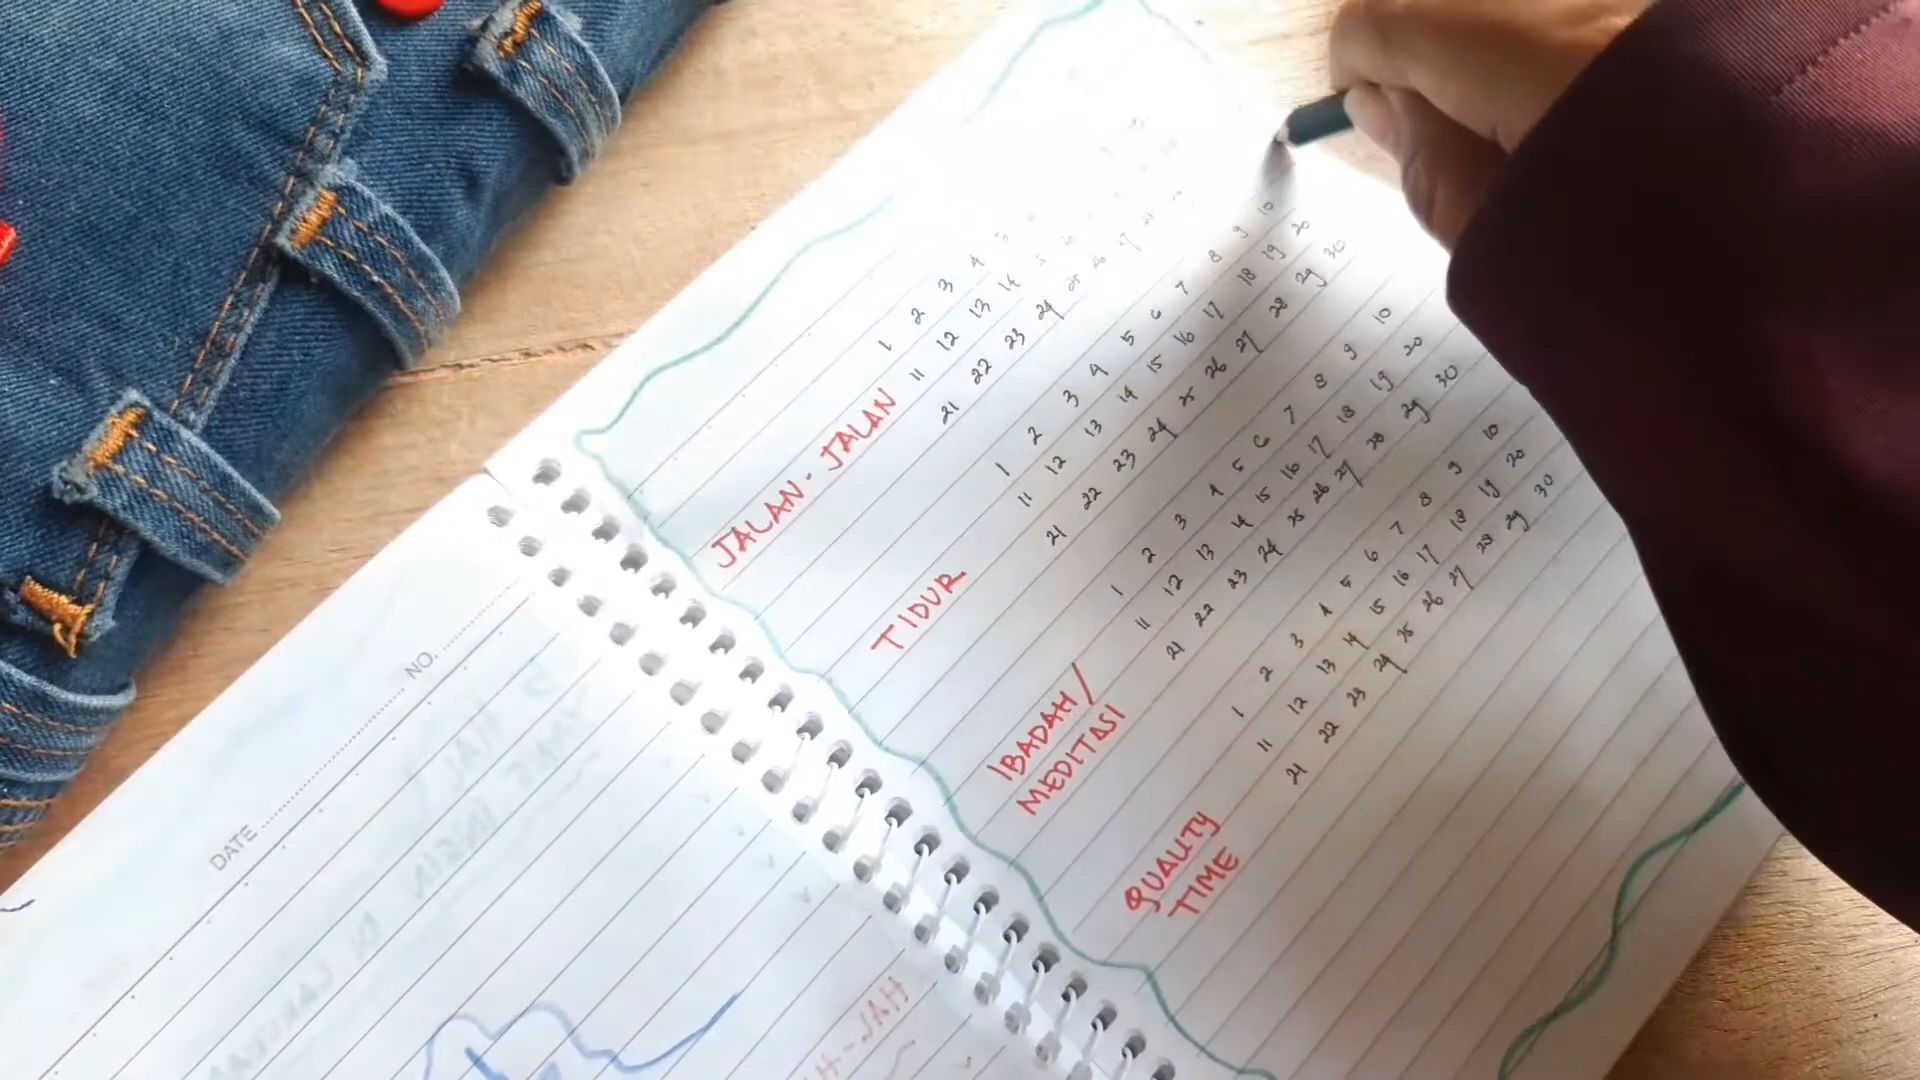 JALAN-JALAN
1 2 3 4 5
11 12 13 14
21 22 23 24 25 26 27 28
TIDUR
1 2 3 4 5 6 7 8 9 10
11 12 13 14 15 16 17 18 19 20
21 22 23 24 25 26 27 28 29 30
IBADAH/
MEDITASI
1 2 3 4 5 6 7 8 9 10
11 12 13 14 15 16 17 18 19 20
21 22 23 24 25 26 27 28 29 30
QUALITY
TIME
1 2 3 4 5 6 7 8 9 10
11 12 13 14 15 16 17 18 19 20
21 22 23 24 25 26 27 28 29 30
DATE
NO.